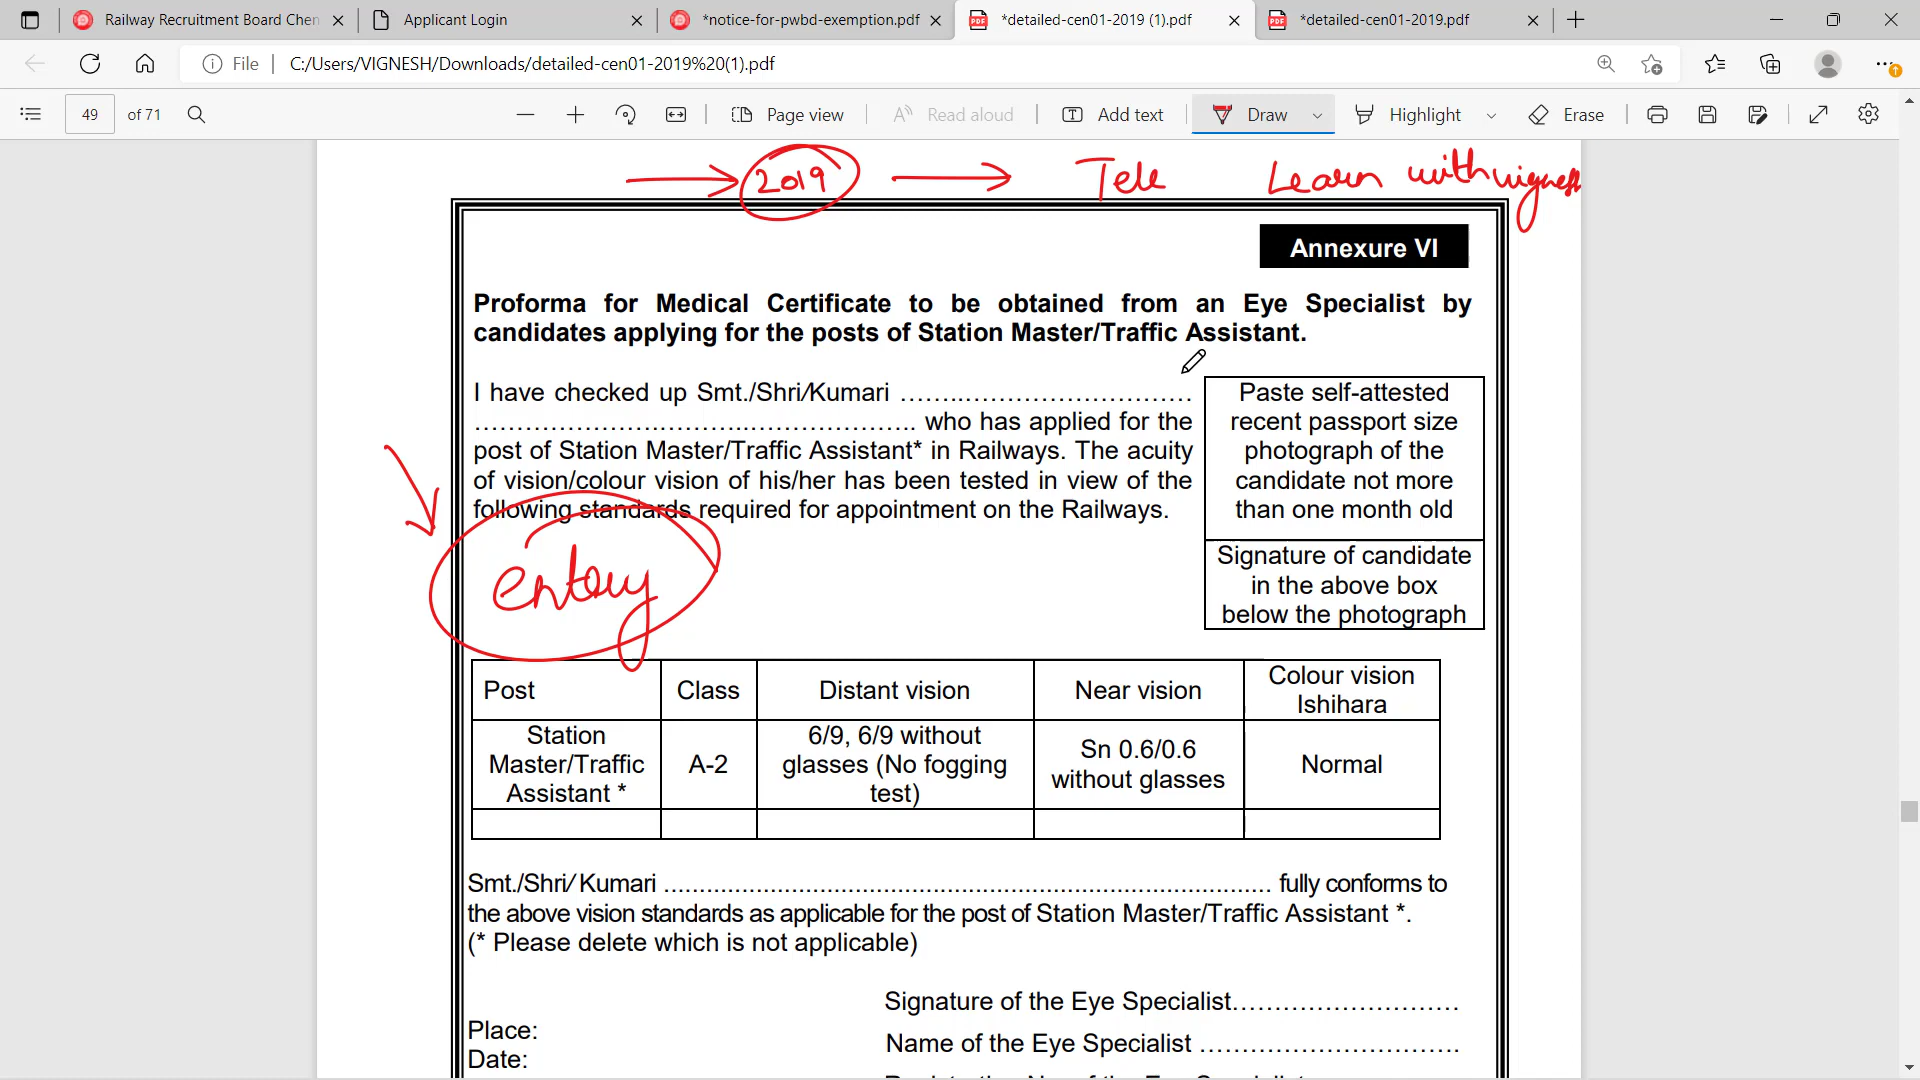 Railway Recruitment Board Chen
Applicant Login
*notice-for-pwbd-exemption.pdf
*detailed-cen01-2019 (1).pdf
*detailed-cen01-2019.pdf
File
C:/Users/VIGNESH/Downloads/detailed-cen01-2019%20(1).pdf
49 of 71
Page view
Read aloud
Add text
Draw
Highlight
Erase
2019 Tele Learn with vignesh
Annexure VI
Proforma for Medical Certificate to be obtained from an Eye Specialist by
candidates applying for the posts of Station Master/Traffic Assistant.
I have checked up Smt./Shri/Kumari ……..………………………
………………….………..……………….. who has applied for the
post of Station Master/Traffic Assistant* in Railways. The acuity
of vision/colour vision of his/her has been tested in view of the
following standards required for appointment on the Railways.
Paste self-attested
recent passport size
photograph of the
candidate not more
than one month old
Signature of candidate
in the above box
below the photograph
entry
Post Class Distant vision Near vision Colour vision Ishihara
Station Master/Traffic Assistant * A-2 6/9, 6/9 without glasses (No fogging test) Sn 0.6/0.6 without glasses Normal
Smt./Shri/ Kumari ..................................................................................... fully conforms to
the above vision standards as applicable for the post of Station Master/Traffic Assistant *.
(* Please delete which is not applicable)
Signature of the Eye Specialist……………………
Place:
Name of the Eye Specialist ……………………….
Date: